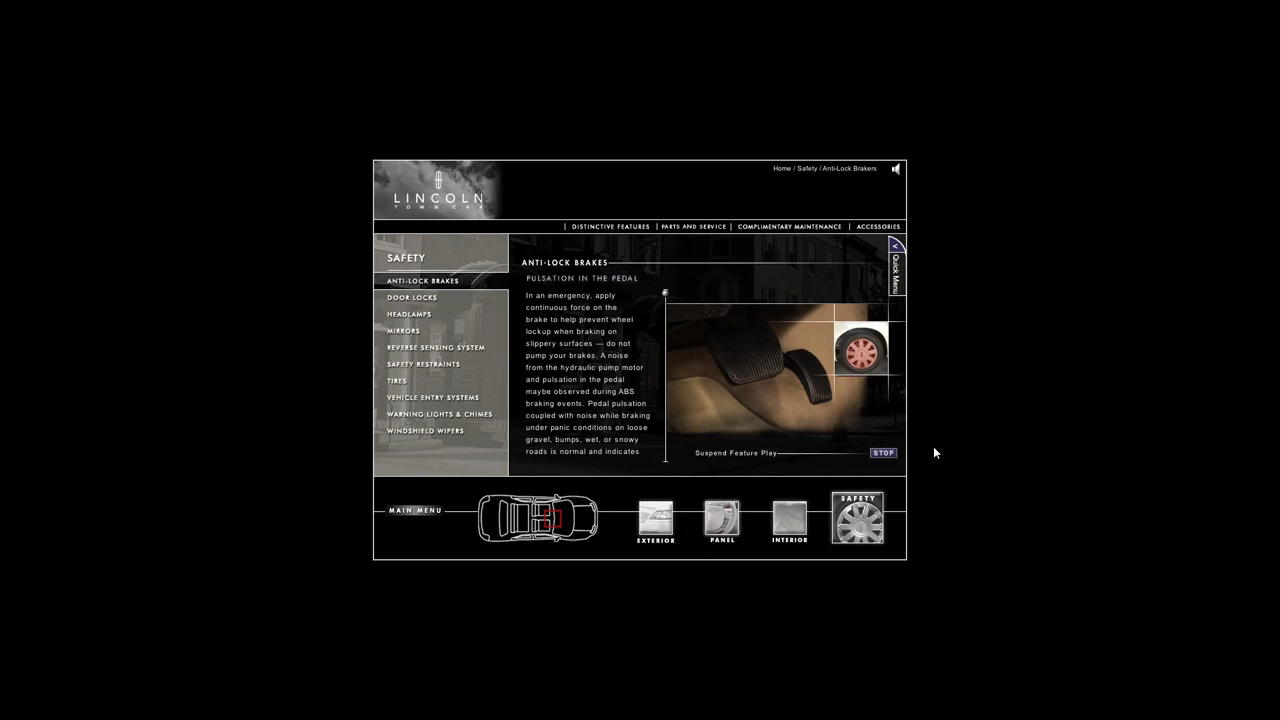 Home / Safety / Anti-Lock Brakers
LINCOLN
TOWN CAR
| DISTINCTIVE FEATURES | PARTS AND SERVICE | COMPLIMENTARY MAINTENANCE | ACCESSORIES
<
Quick Menu
SAFETY
ANTI-LOCK BRAKES
DOOR LOCKS
HEADLAMPS
MIRRORS
REVERSE SENSING SYSTEM
SAFETY RESTRAINTS
TIRES
VEHICLE ENTRY SYSTEMS
WARNING LIGHTS & CHIMES
WINDSHIELD WIPERS
ANTI-LOCK BRAKES
PULSATION IN THE PEDAL
In an emergency, apply
continuous force on the
brake to help prevent wheel
lockup when braking on
slippery surfaces — do not
pump your brakes. A noise
from the hydraulic pump motor
and pulsation in the pedal
maybe observed during ABS
braking events. Pedal pulsation
coupled with noise while braking
under panic conditions on loose
gravel, bumps, wet, or snowy
roads is normal and indicates
Suspend Feature Play
STOP
MAIN MENU
EXTERIOR
PANEL
INTERIOR
SAFETY